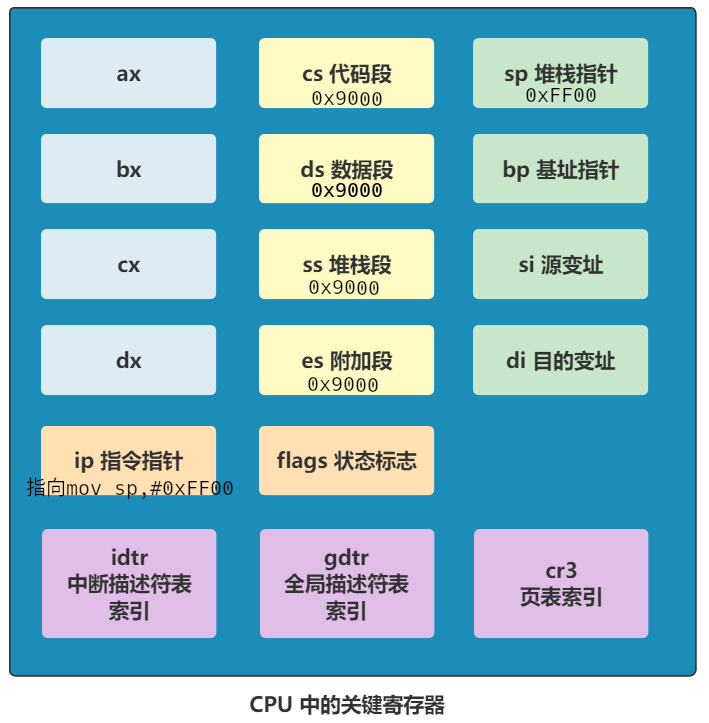 ax
cs 代码段
0x9000
sp 堆栈指针
0xFF00
bx
ds 数据段
0x9000
bp 基址指针
cx
ss 堆栈段
0x9000
si 源变址
dx
es 附加段
0x9000
di 目的变址
ip 指令指针
指向mov sp,#0xFF00
flags 状态标志
idtr
中断描述符表
索引
gdtr
全局描述符表
索引
cr3
页表索引
CPU 中的关键寄存器